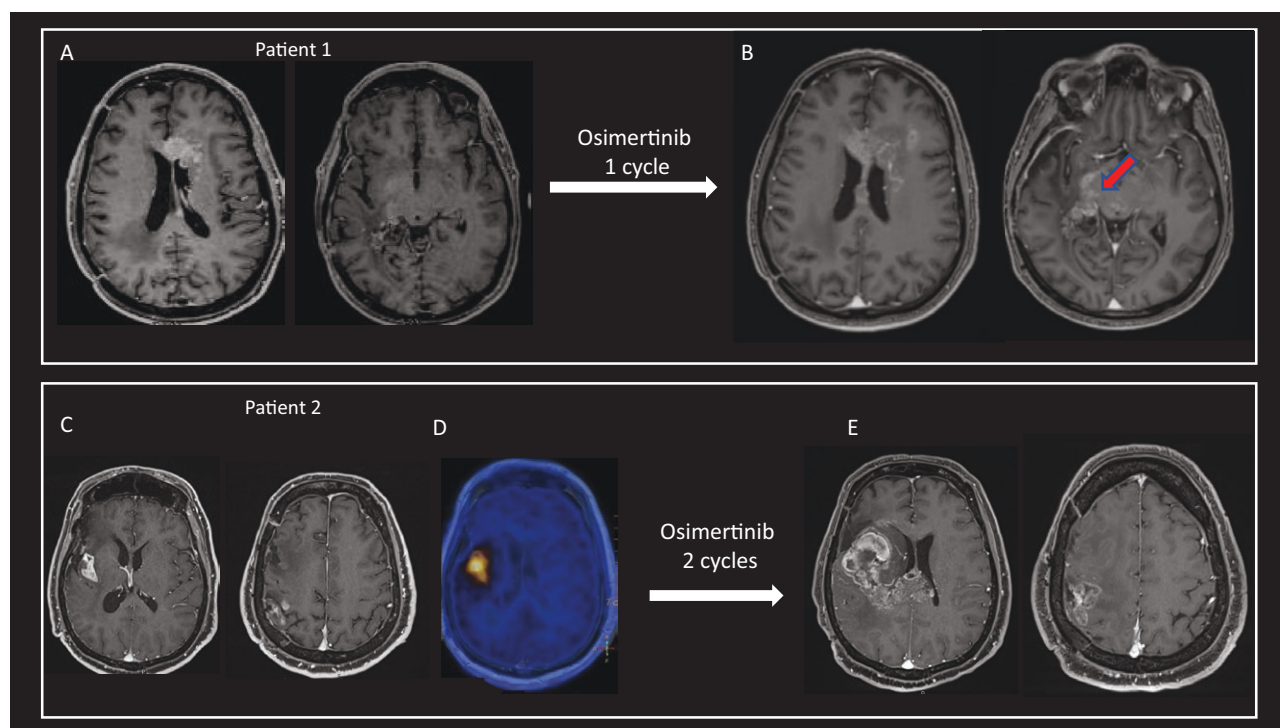 A
Patient 1
B
Osimertinib
1 cycle
Patient 2
C
D
E
Osimertinib
2 cycles